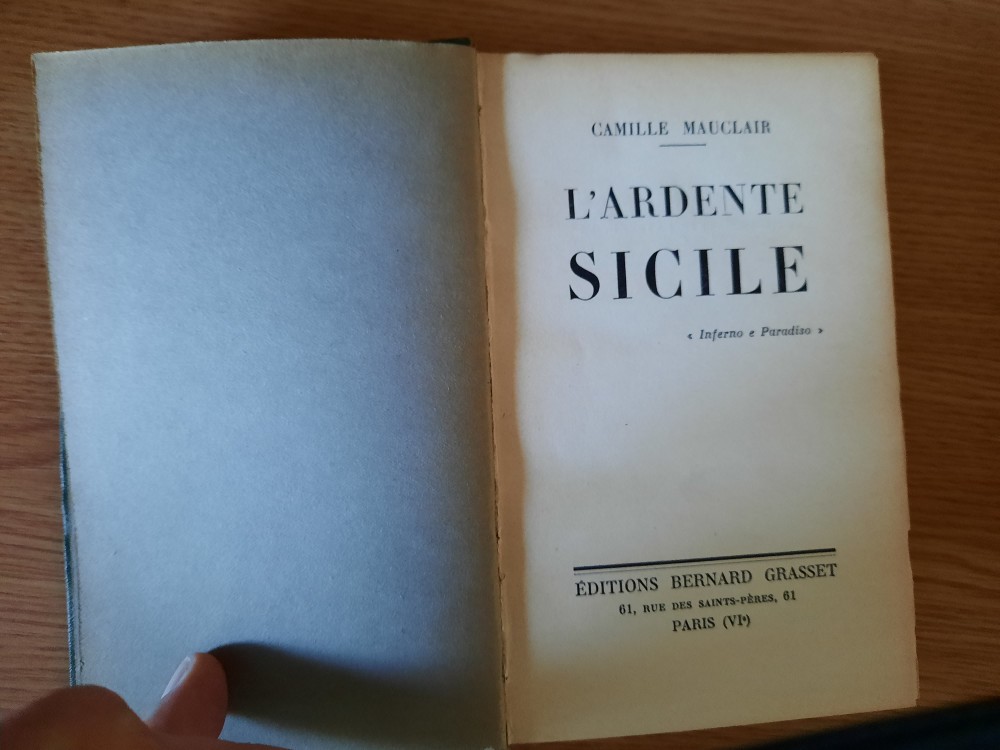 CAMILLE MAUCLAIR
L'ARDENTE
SICILE
« Inferno e Paradiso »
ÉDITIONS BERNARD GRASSET
61, RUE DES SAINTS-PÈRES, 61
PARIS (VIᵉ)